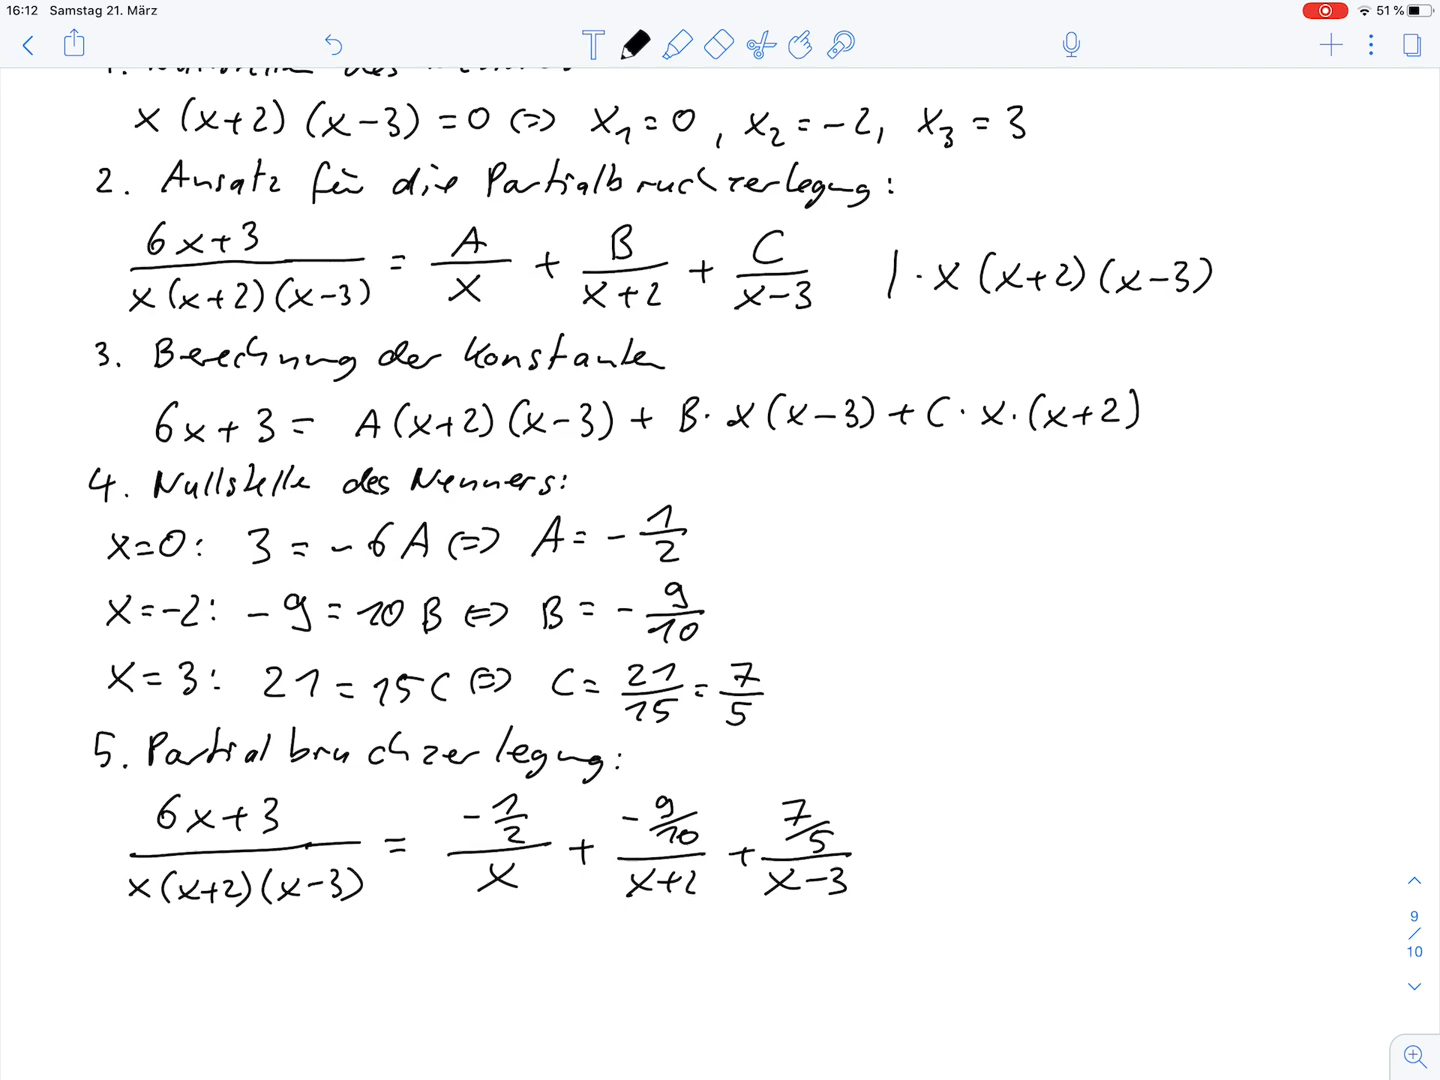 16:12 Samstag 21. März 51 %
x (x+2) (x-3) = 0 <=> x₁ = 0 , x₂ = -2, x₃ = 3
2. Ansatz für die Partialbruchzerlegung:
(6x+3)/(x(x+2)(x-3)) = A/x + B/(x+2) + C/(x-3) | · x (x+2) (x-3)
3. Berechnung der Konstanten
6x+3 = A(x+2)(x-3) + B· x(x-3) + C · x · (x+2)
4. Nullstelle des Nenners:
x=0: 3 = -6A <=> A = - 1/2
x=-2: -9 = 10B <=> B = - 9/10
x=3: 21 = 15C <=> C = 21/15 = 7/5
5. Partialbruchzerlegung:
(6x+3)/(x(x+2)(x-3)) = (-1/2)/x + (-9/10)/(x+2) + (7/5)/(x-3)
9
/
10